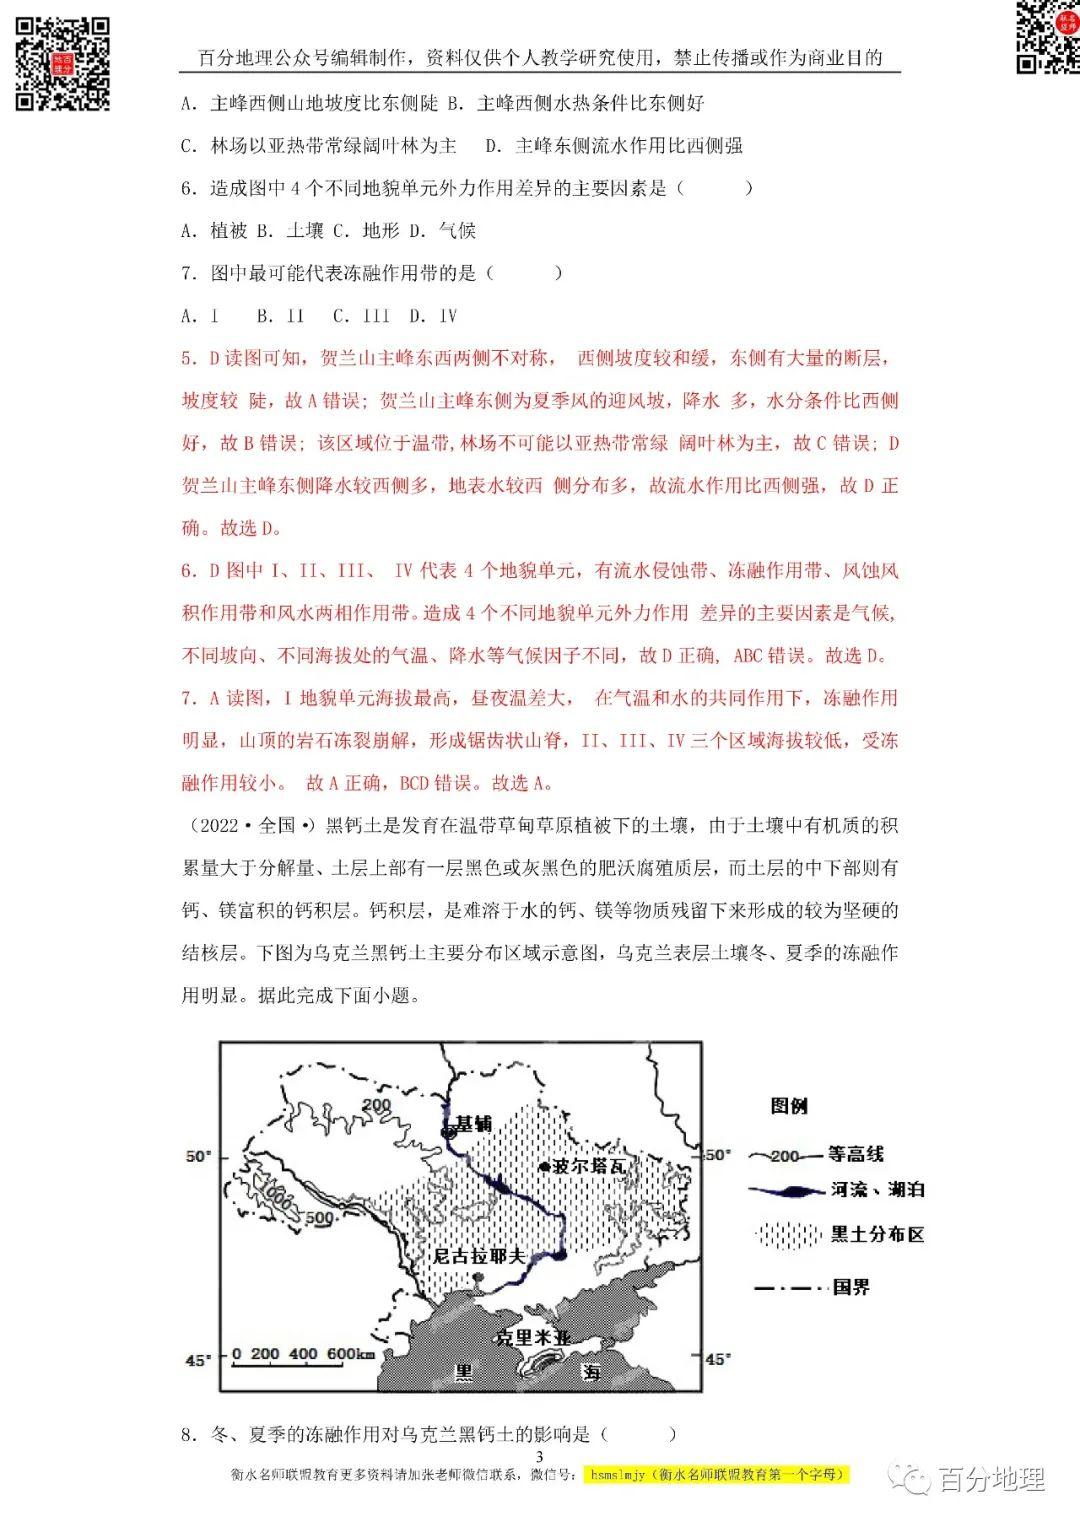 百分地理公众号编辑制作，资料仅供个人教学研究使用，禁止传播或作为商业目的
A．主峰西侧山地坡度比东侧陡 B．主峰西侧水热条件比东侧好
C．林场以亚热带常绿阔叶林为主 D．主峰东侧流水作用比西侧强
6．造成图中 4 个不同地貌单元外力作用差异的主要因素是（ ）
A．植被 B．土壤 C．地形 D．气候
7．图中最可能代表冻融作用带的是（ ）
A．I B．II C．III D．IV
5．D 读图可知，贺兰山主峰东西两侧不对称， 西侧坡度较和缓，东侧有大量的断层，
坡度较 陡，故 A 错误；贺兰山主峰东侧为夏季风的迎风坡，降水 多，水分条件比西侧
好，故 B 错误；该区域位于温带,林场不可能以亚热带常绿 阔叶林为主，故 C 错误；D
贺兰山主峰东侧降水较西侧多，地表水较西 侧分布多，故流水作用比西侧强，故 D 正
确。故选 D。
6．D 图中 I、II、III、 IV 代表 4 个地貌单元，有流水侵蚀带、冻融作用带、风蚀风
积作用带和风水两相作用带。造成 4 个不同地貌单元外力作用 差异的主要因素是气候,
不同坡向、不同海拔处的气温、降水等气候因子不同，故 D 正确, ABC 错误。故选 D。
7．A 读图，I 地貌单元海拔最高，昼夜温差大， 在气温和水的共同作用下，冻融作用
明显，山顶的岩石冻裂崩解，形成锯齿状山脊，II、III、IV 三个区域海拔较低，受冻
融作用较小。 故 A 正确，BCD 错误。故选 A。
（2022·全国·）黑钙土是发育在温带草甸草原植被下的土壤，由于土壤中有机质的积
累量大于分解量、土层上部有一层黑色或灰黑色的肥沃腐殖质层，而土层的中下部则有
钙、镁富积的钙积层。钙积层，是难溶于水的钙、镁等物质残留下来形成的较为坚硬的
结核层。下图为乌克兰黑钙土主要分布区域示意图，乌克兰表层土壤冬、夏季的冻融作
用明显。据此完成下面小题。
图例
200
基辅
50°
波尔塔瓦
50°
200
等高线
河流、湖泊
1000
500
黑土分布区
尼古拉耶夫
国界
克里米亚
45°
0 200 400 600km
黑 海
45°
8．冬、夏季的冻融作用对乌克兰黑钙土的影响是（ ）
3
衡水名师联盟教育更多资料请加张老师微信联系，微信号： hsmslmjy（衡水名师联盟教育第一个字母）
百分地理